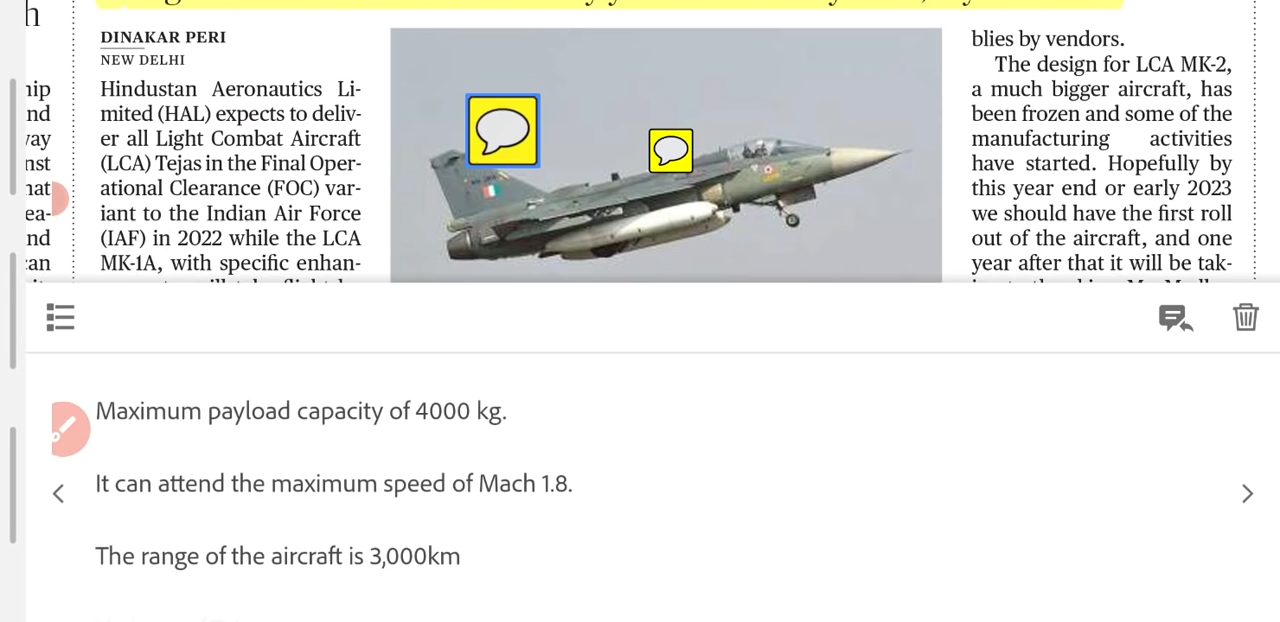 DINAKAR PERI
NEW DELHI
Hindustan Aeronautics Li-
mited (HAL) expects to deliv-
er all Light Combat Aircraft
(LCA) Tejas in the Final Oper-
ational Clearance (FOC) var-
iant to the Indian Air Force
(IAF) in 2022 while the LCA
MK-1A, with specific enhan-
blies by vendors.
The design for LCA MK-2,
a much bigger aircraft, has
been frozen and some of the
manufacturing activities
have started. Hopefully by
this year end or early 2023
we should have the first roll
out of the aircraft, and one
year after that it will be tak-
Maximum payload capacity of 4000 kg.
It can attend the maximum speed of Mach 1.8.
The range of the aircraft is 3,000km